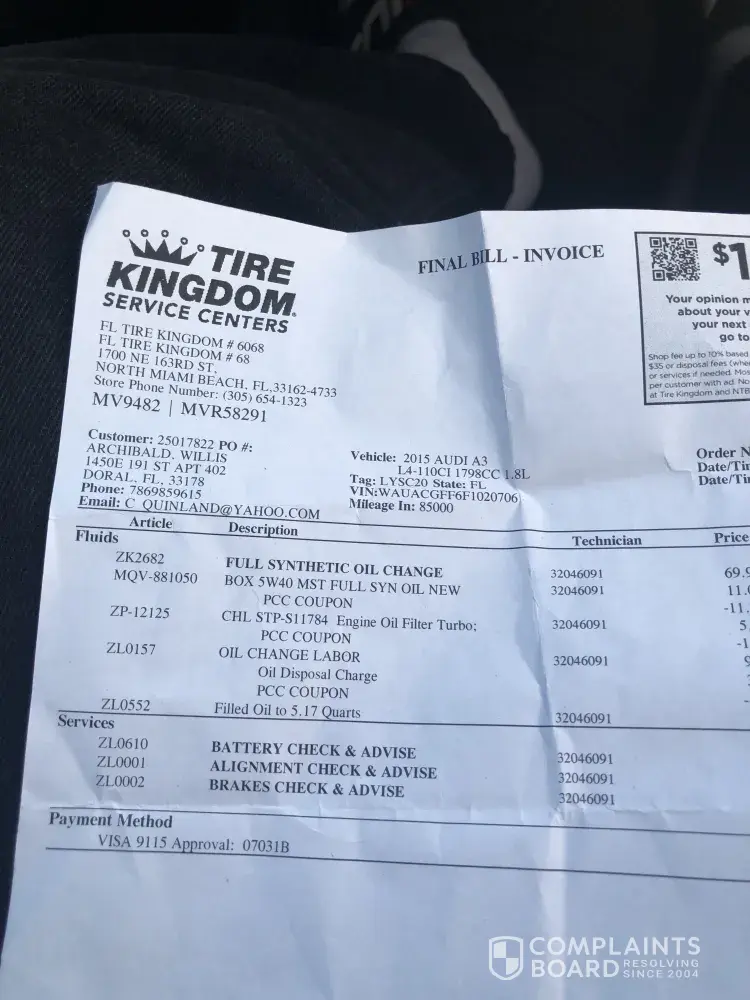 TIRE
KINGDOM
SERVICE CENTERS
FINAL BILL - INVOICE
$1
Your opinion m
about your v
your next
go to
Shop fee up to 10% based
$35 or disposal fees (whe
or services if needed. Mos
per customer with ad. No
at Tire Kingdom and NTB
FL TIRE KINGDOM # 6068
FL TIRE KINGDOM # 68
1700 NE 163RD ST,
NORTH MIAMI BEACH, FL,33162-4733
Store Phone Number: (305) 654-1323
MV9482 | MVR58291
Customer: 25017822 PO #:
ARCHIBALD, WILLIS
1450E 191 ST APT 402
DORAL, FL, 33178
Phone: 7869859615
Email: C_QUINLAND@YAHOO.COM
Vehicle: 2015 AUDI A3
L4-110CI 1798CC 1.8L
Tag: LYSC20 State: FL
VIN:WAUACGFF6F1020706
Mileage In: 85000
Order N
Date/Tim
Date/Tim
Article Description Technician Price
Fluids
ZK2682 FULL SYNTHETIC OIL CHANGE 32046091 69.9
MQV-881050 BOX 5W40 MST FULL SYN OIL NEW 32046091 11.0
PCC COUPON -11.
ZP-12125 CHL STP-S11784 Engine Oil Filter Turbo; 32046091 5.
PCC COUPON -1
ZL0157 OIL CHANGE LABOR 32046091 9
Oil Disposal Charge
PCC COUPON
ZL0552 Filled Oil to 5.17 Quarts 32046091
Services
ZL0610 BATTERY CHECK & ADVISE 32046091
ZL0001 ALIGNMENT CHECK & ADVISE 32046091
ZL0002 BRAKES CHECK & ADVISE 32046091
Payment Method
VISA 9115 Approval: 07031B
COMPLAINTS
BOARD RESOLVING
SINCE 2004